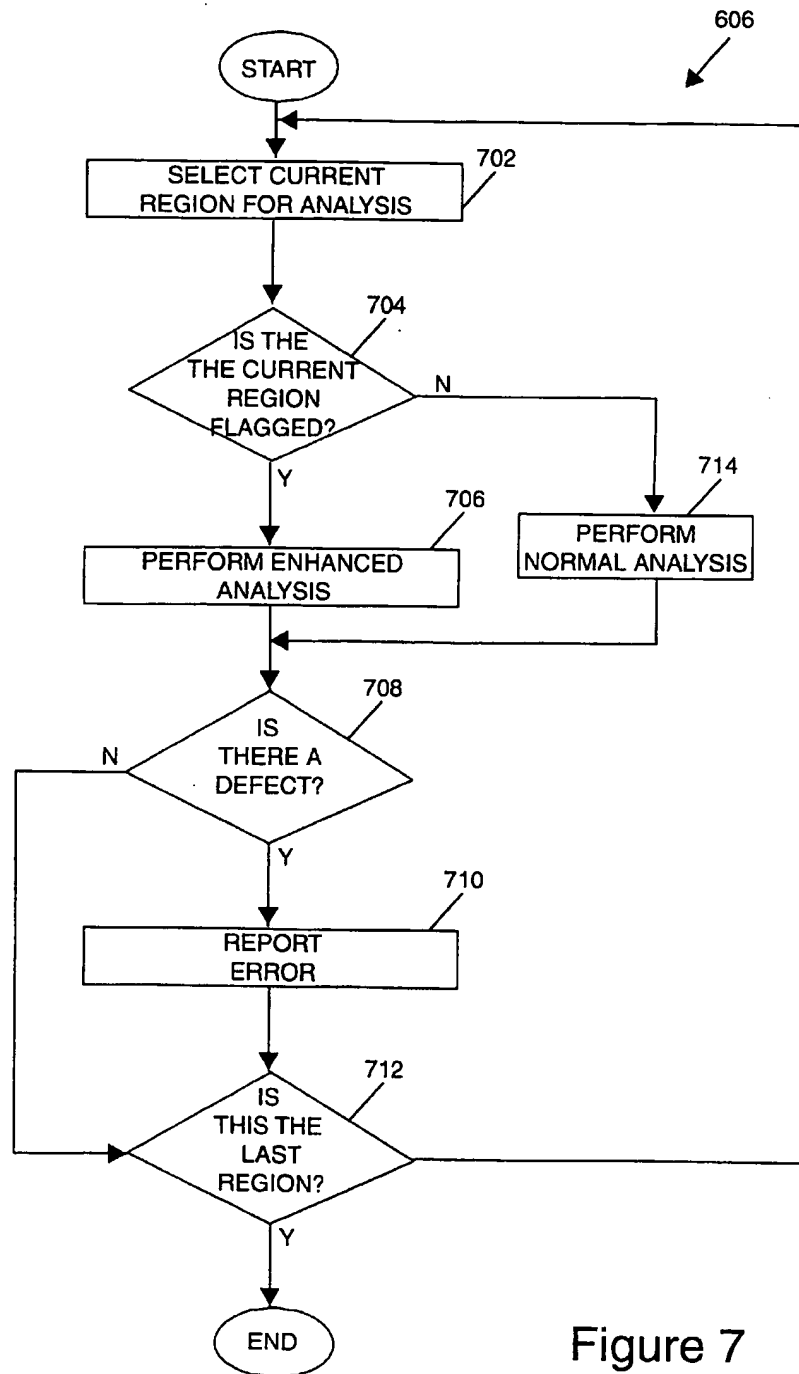 606
START
702
SELECT CURRENT
REGION FOR ANALYSIS
704
IS THE
THE CURRENT
REGION
FLAGGED?
N
Y
706
PERFORM ENHANCED
ANALYSIS
714
PERFORM
NORMAL ANALYSIS
708
IS
THERE A
DEFECT?
N
Y
710
REPORT
ERROR
712
IS
THIS THE
LAST
REGION?
Y
END
Figure 7